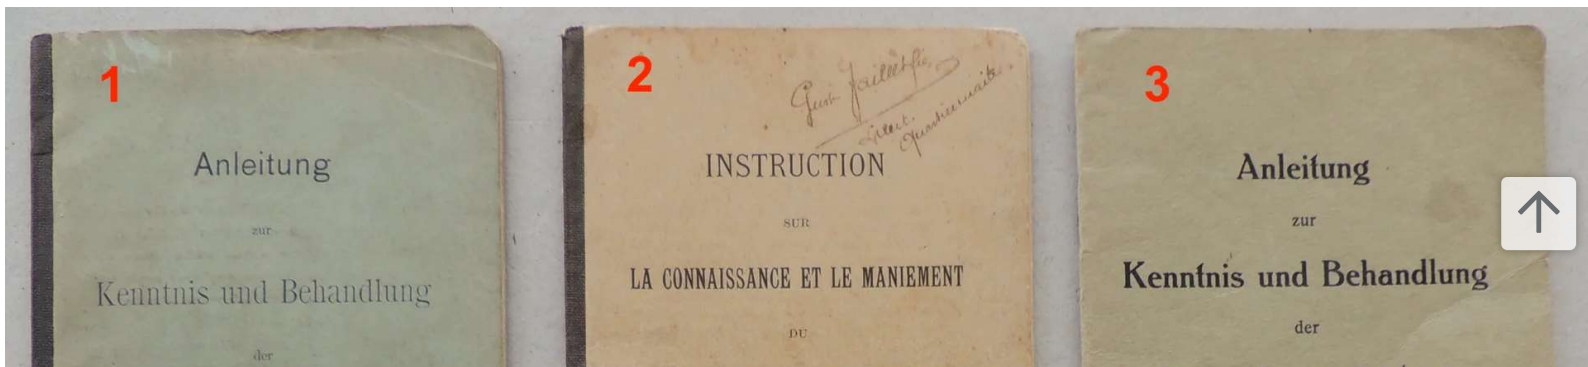 1
Anleitung
zur
Kenntnis und Behandlung
der
2
INSTRUCTION
SUR
LA CONNAISSANCE ET LE MANIEMENT
DU
3
Anleitung
zur
Kenntnis und Behandlung
der